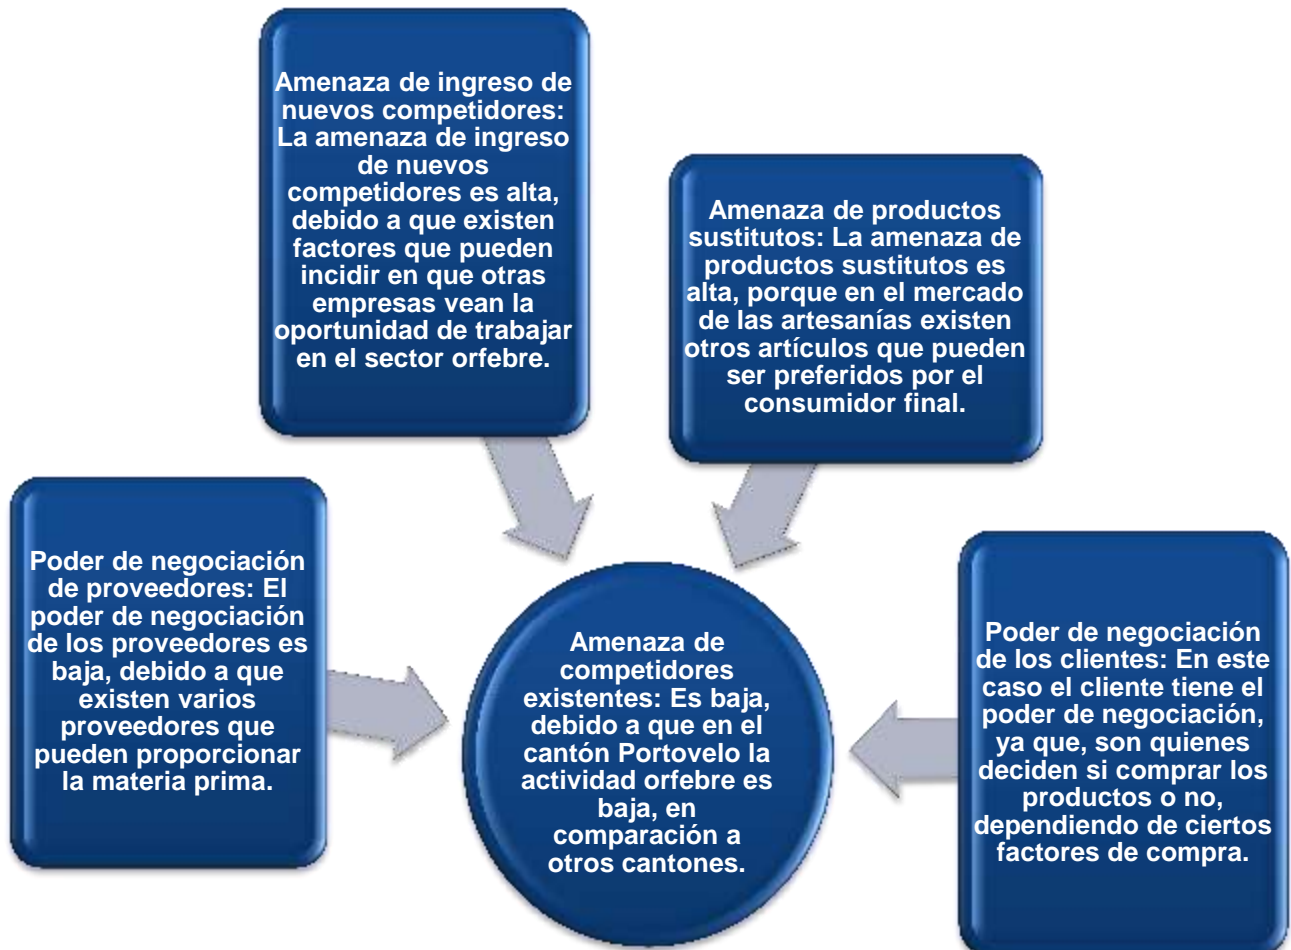 Amenaza de ingreso de
nuevos competidores:
La amenaza de ingreso
de nuevos
competidores es alta,
debido a que existen
factores que pueden
incidir en que otras
empresas vean la
oportunidad de trabajar
en el sector orfebre.
Amenaza de productos
sustitutos: La amenaza de
productos sustitutos es
alta, porque en el mercado
de las artesanías existen
otros artículos que pueden
ser preferidos por el
consumidor final.
Poder de negociación
de proveedores: El
poder de negociación
de los proveedores es
baja, debido a que
existen varios
proveedores que
pueden proporcionar
la materia prima.
Amenaza de
competidores
existentes: Es baja,
debido a que en el
cantón Portovelo la
actividad orfebre es
baja, en
comparación a
otros cantones.
Poder de negociación
de los clientes: En este
caso el cliente tiene el
poder de negociación,
ya que, son quienes
deciden si comprar los
productos o no,
dependiendo de ciertos
factores de compra.